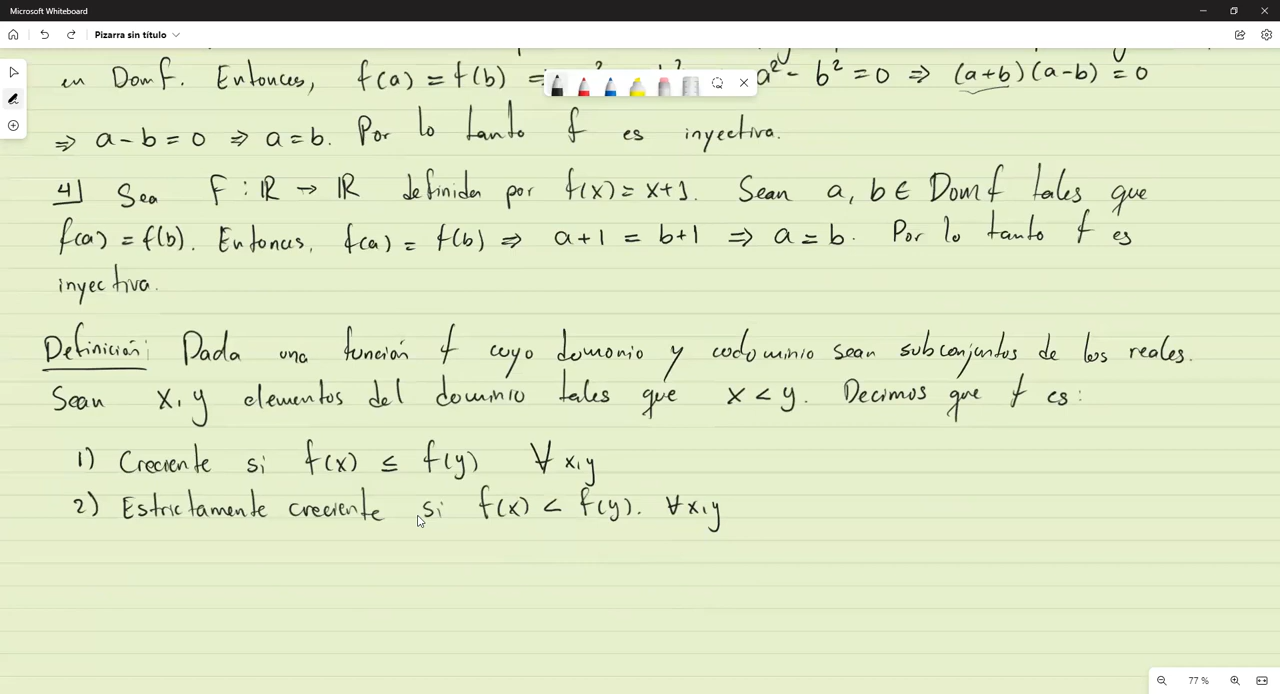 Microsoft Whiteboard
Pizarra sin título
en Dom f. Entonces, f(a) = f(b) = a² - b² = 0 ⇒ (a+b)(a-b) = 0
⇒ a - b = 0 ⇒ a = b. Por lo tanto f es inyectiva.
4] Sea F : ℝ → ℝ definida por f(x) = x+1. Sean a, b ∈ Dom f tales que
f(a) = f(b). Entonces, f(a) = f(b) ⇒ a+1 = b+1 ⇒ a = b. Por lo tanto f es
inyectiva.
Definición: Dada una función f cuyo domonio y codominio sean subconjuntos de los reales.
Sean x, y elementos del dominio tales que x < y. Decimos que f es:
1) Creciente si f(x) ≤ f(y) ∀ x, y
2) Estrictamente creciente si f(x) < f(y). ∀ x, y
77 %